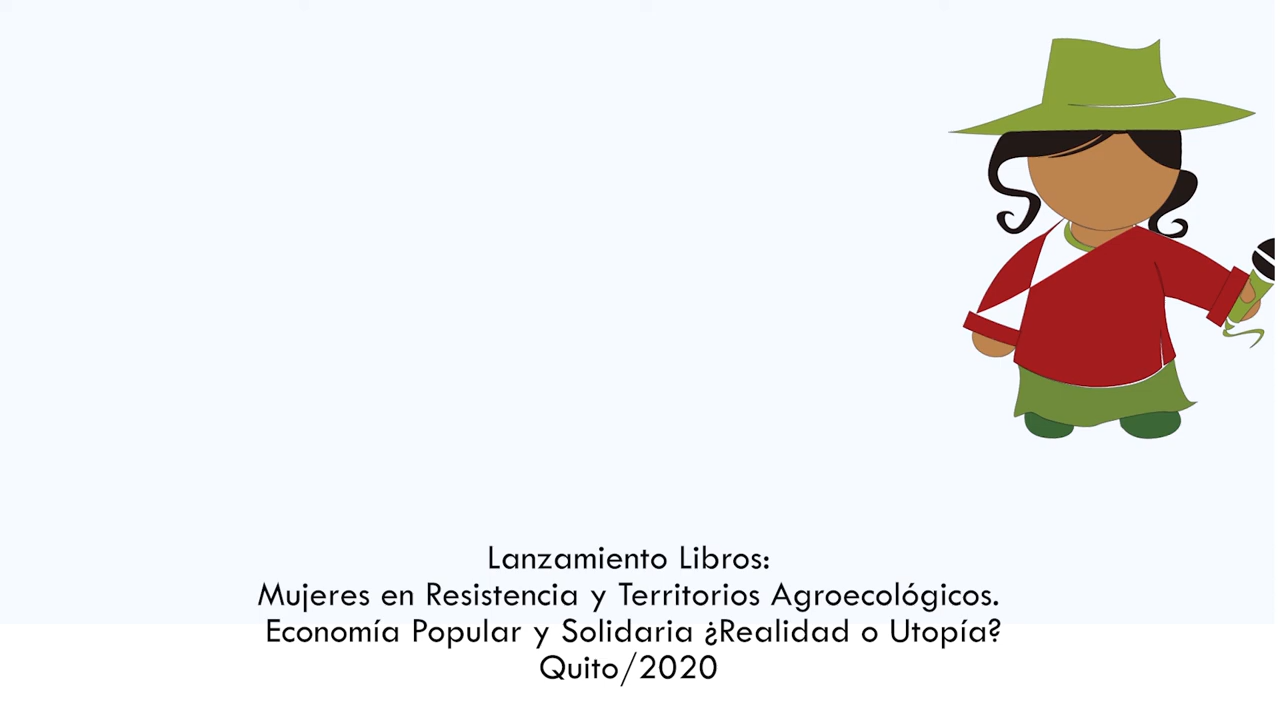 Lanzamiento Libros:
Mujeres en Resistencia y Territorios Agroecológicos.
Economía Popular y Solidaria ¿Realidad o Utopía?
Quito/2020